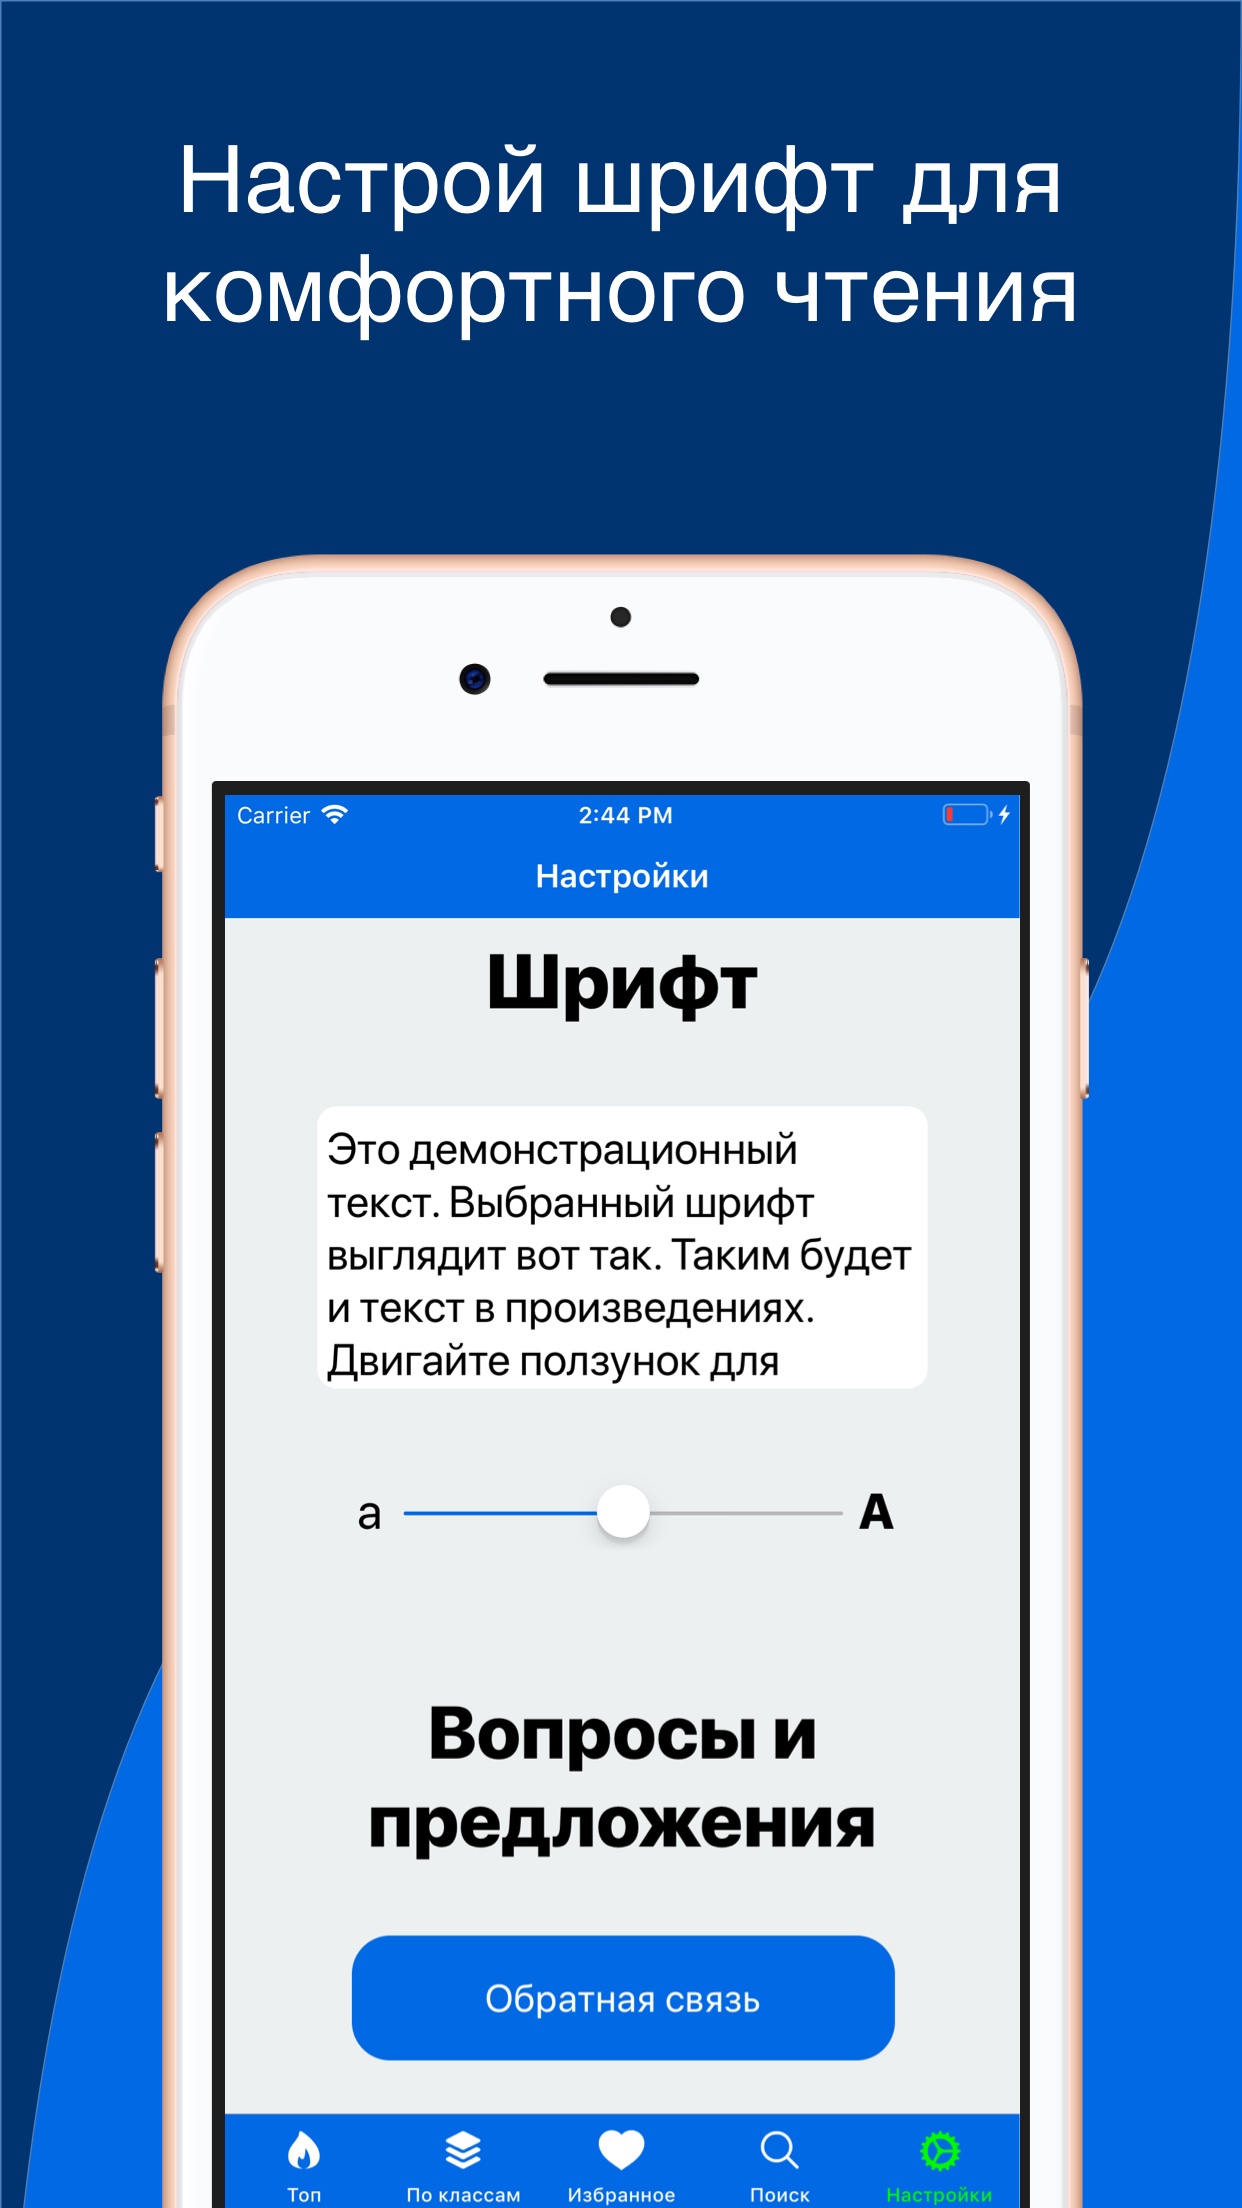 Настрой шрифт для
комфортного чтения
Carrier 2:44 PM
Настройки
Шрифт
Это демонстрационный
текст. Выбранный шрифт
выглядит вот так. Таким будет
и текст в произведениях.
Двигайте ползунок для
а А
Вопросы и
предложения
Обратная связь
Топ По классам Избранное Поиск Настройки